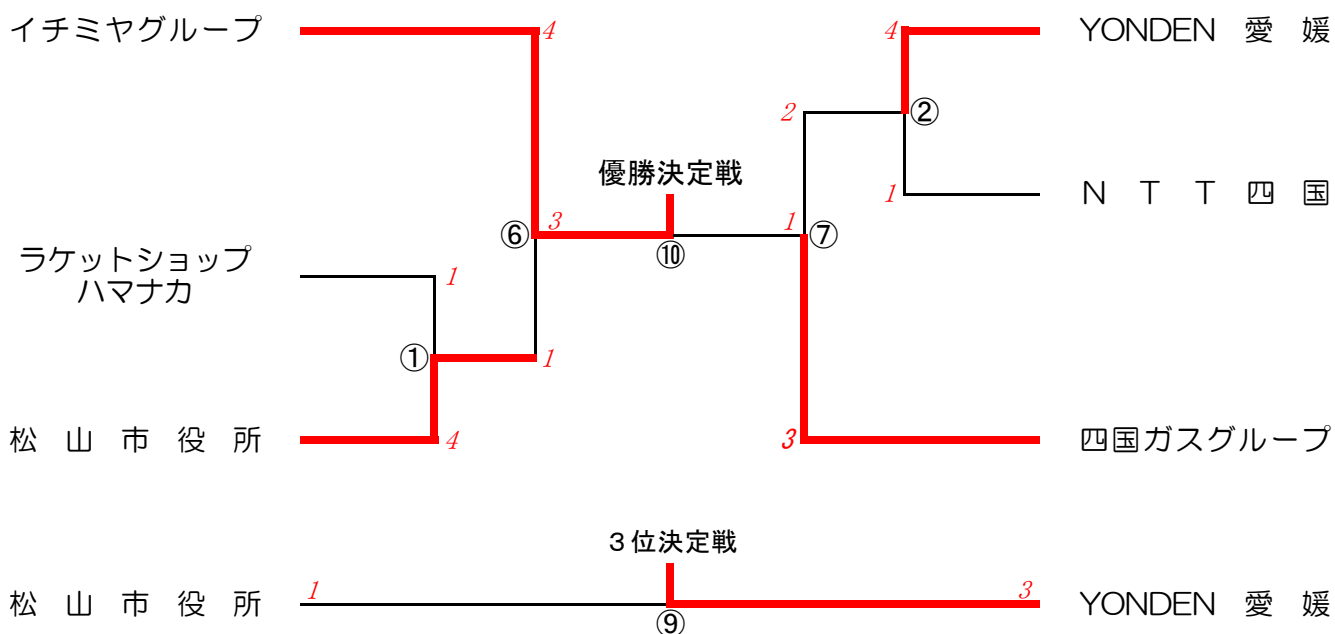 イチミヤグループ 4 4 YONDEN 愛 媛
2 ②
優勝決定戦
1 N T T 四 国
⑥ 3 1 ⑦
⑩
ラケットショップ
ハマナカ
1
① 1
松 山 市 役 所 4 3 四国ガスグループ
3位決定戦
松 山 市 役 所 1 3 YONDEN 愛 媛
⑨